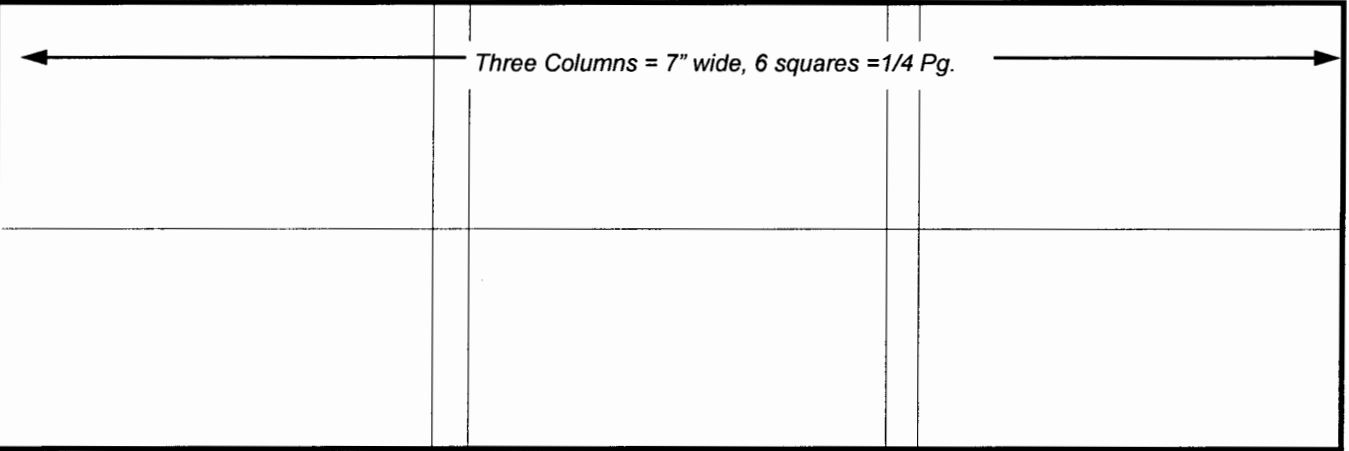 Three Columns = 7” wide, 6 squares =1/4 Pg.